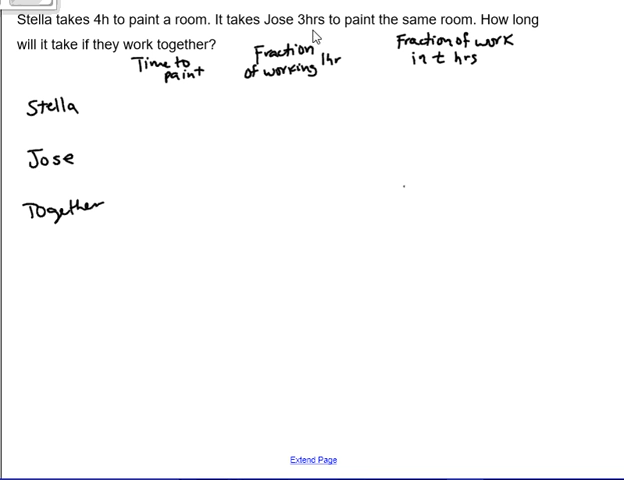 Stella takes 4h to paint a room. It takes Jose 3hrs to paint the same room. How long
will it take if they work together?
Time to
paint
Fraction
of working 1hr
Fraction of work
in t hrs
Stella
Jose
Together
Extend Page